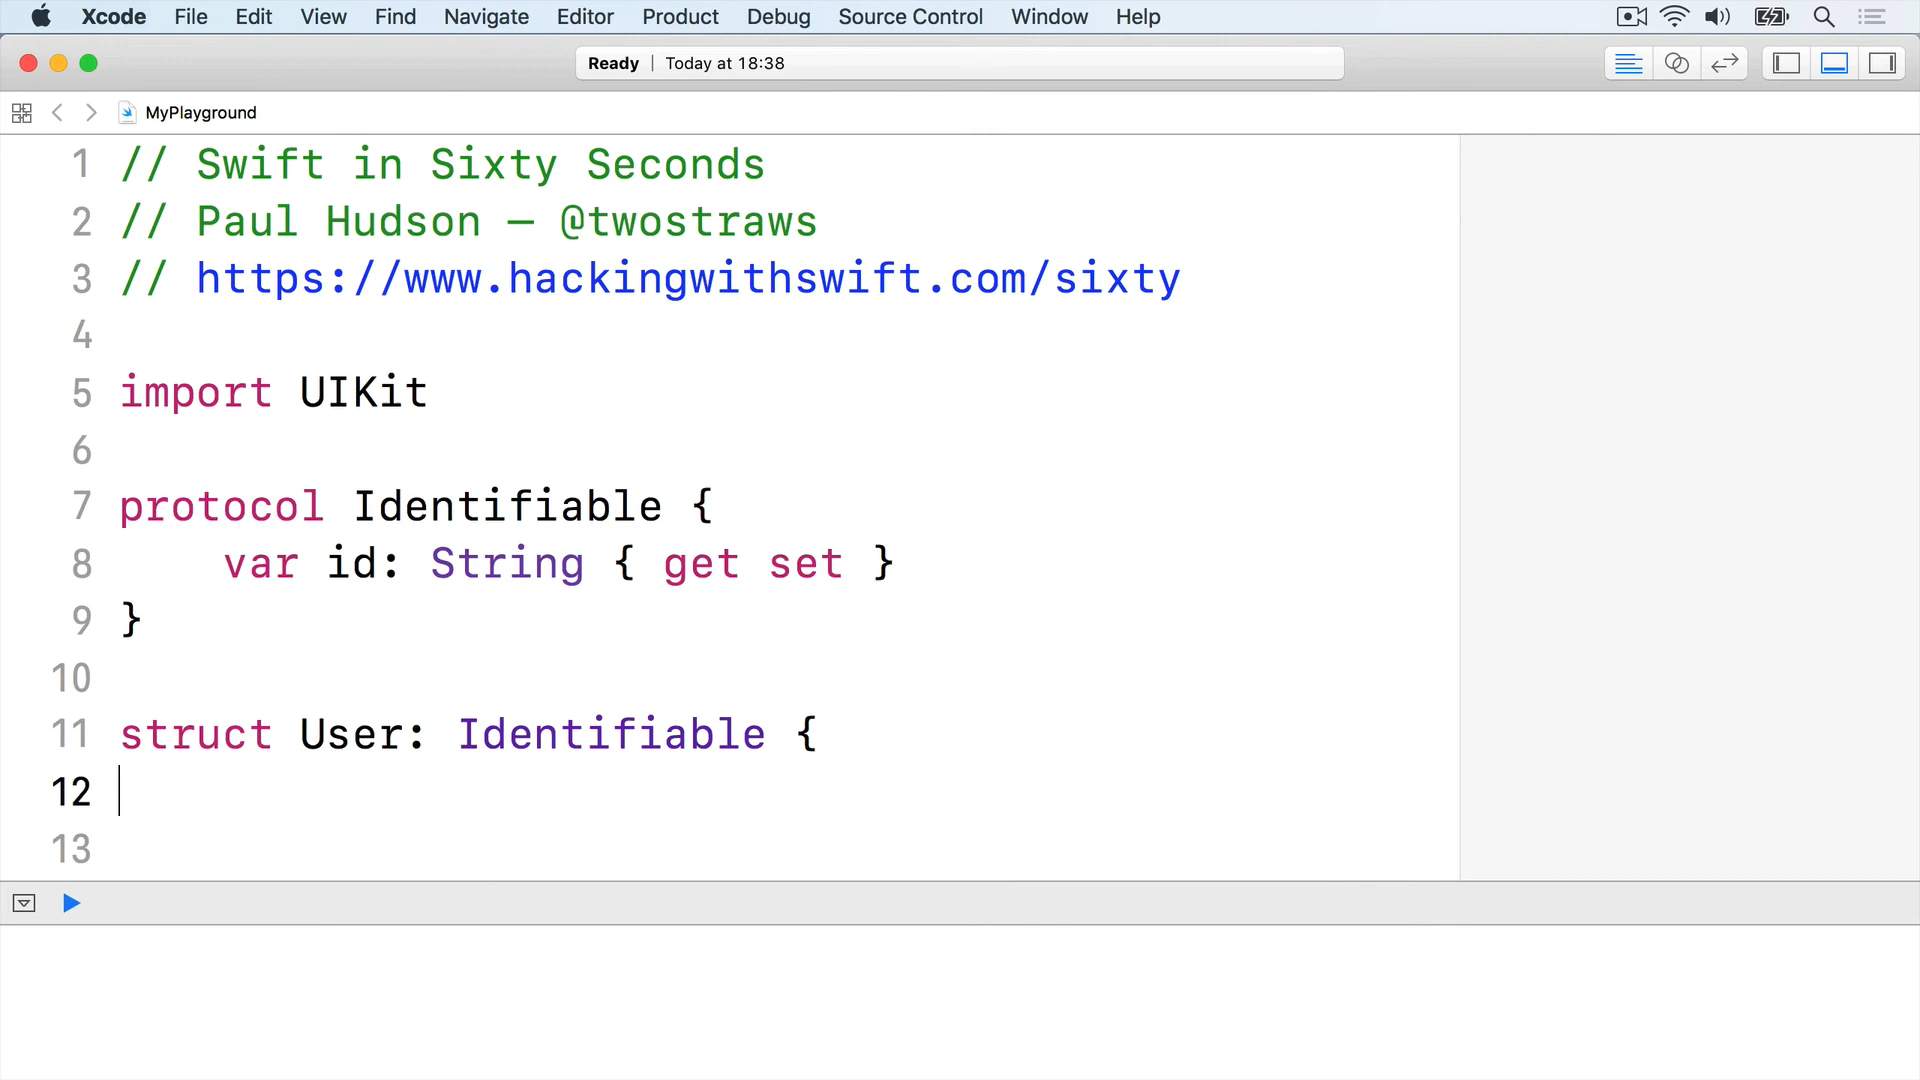 Xcode File Edit View Find Navigate Editor Product Debug Source Control Window Help
Ready | Today at 18:38
MyPlayground
1 // Swift in Sixty Seconds
2 // Paul Hudson — @twostraws
3 // https://www.hackingwithswift.com/sixty
4
5 import UIKit
6
7 protocol Identifiable {
8     var id: String { get set }
9 }
10
11 struct User: Identifiable {
12
13